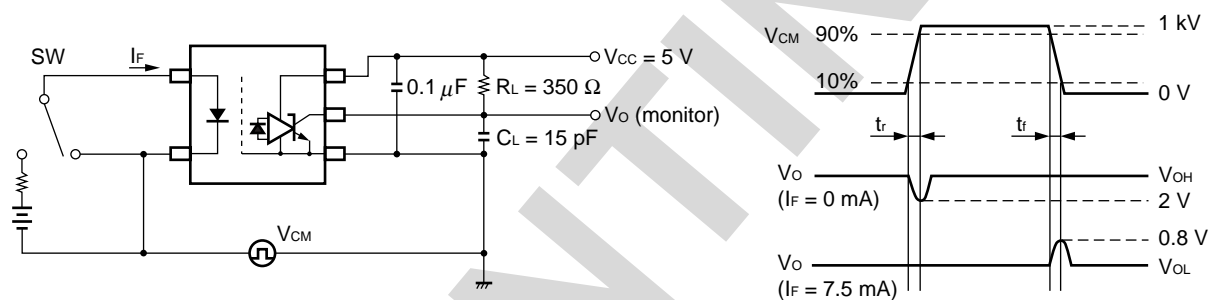 SW
IF
VCC = 5 V
0.1 μF
RL = 350 Ω
VO (monitor)
CL = 15 pF
VCM
VCM 90%
10%
1 kV
0 V
tr
tf
VO
(IF = 0 mA)
VOH
2 V
0.8 V
VO
(IF = 7.5 mA)
VOL